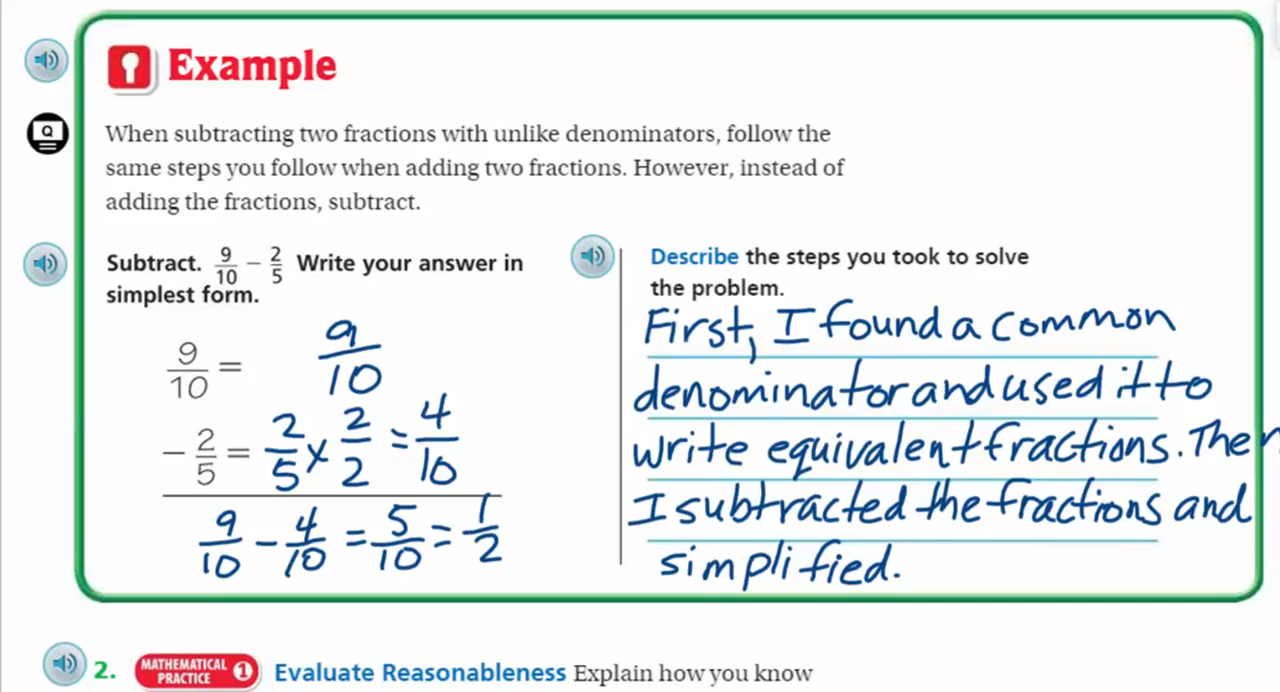 Example
When subtracting two fractions with unlike denominators, follow the
same steps you follow when adding two fractions. However, instead of
adding the fractions, subtract.
Subtract. 9/10 − 2/5 Write your answer in
simplest form.
9/10 = 9/10
− 2/5 = 2/5 × 2/2 = 4/10
9/10 − 4/10 = 5/10 = 1/2
Describe the steps you took to solve
the problem.
First, I found a common
denominator and used it to
write equivalent fractions. Then
I subtracted the fractions and
simplified.
2. MATHEMATICAL PRACTICE 1 Evaluate Reasonableness Explain how you know